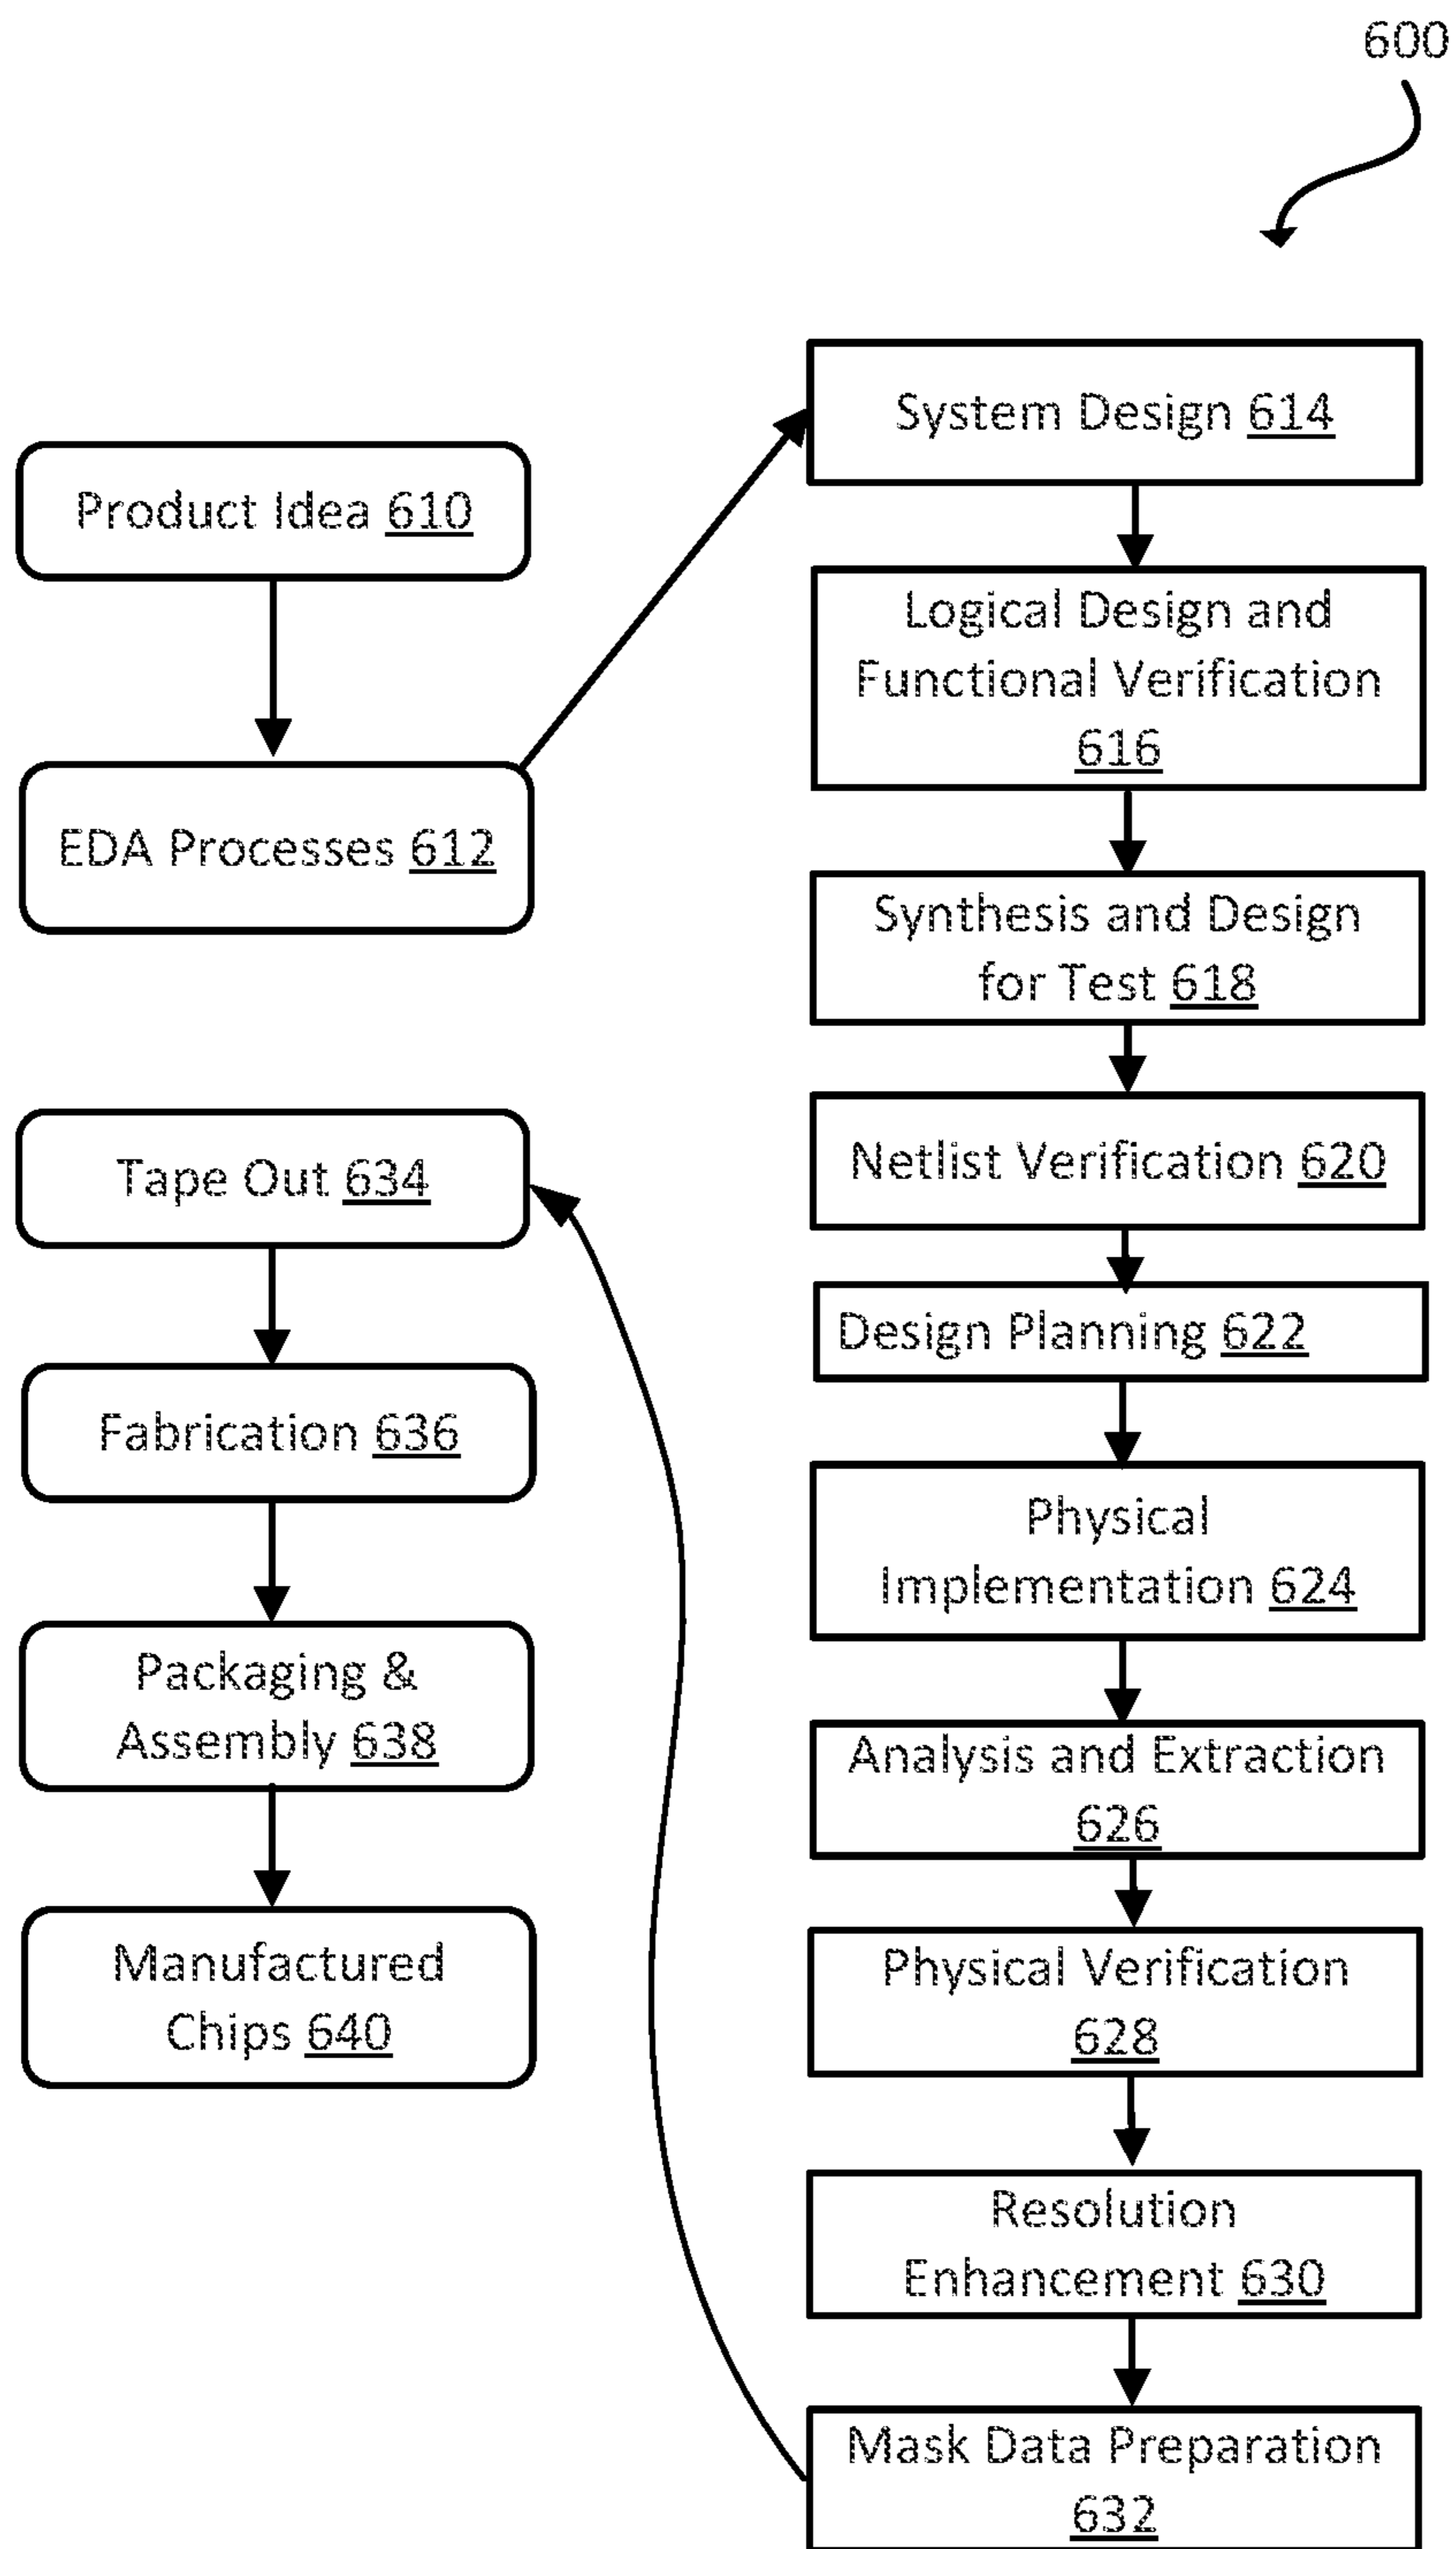 600
Product Idea 610
EDA Processes 612
System Design 614
Logical Design and
Functional Verification
616
Synthesis and Design
for Test 618
Netlist Verification 620
Design Planning 622
Physical
Implementation 624
Analysis and Extraction
626
Physical Verification
628
Resolution
Enhancement 630
Mask Data Preparation
632
Tape Out 634
Fabrication 636
Packaging &
Assembly 638
Manufactured
Chips 640